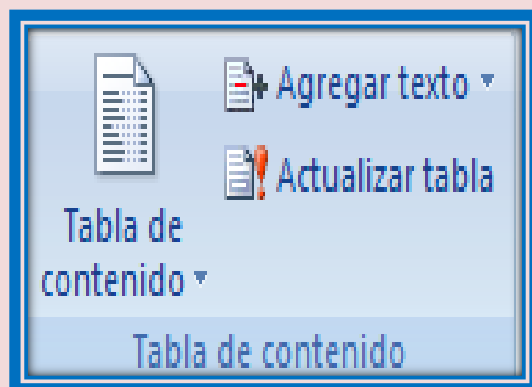 Agregar texto
Actualizar tabla
Tabla de
contenido
Tabla de contenido